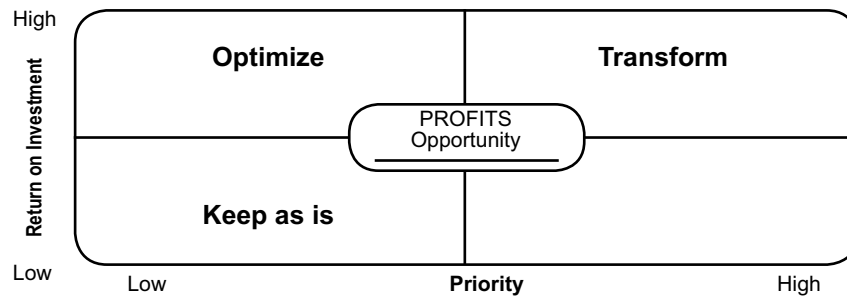 High
Optimize
Transform
Return on Investment
PROFITS
Opportunity
Keep as is
Low
Low
Priority
High